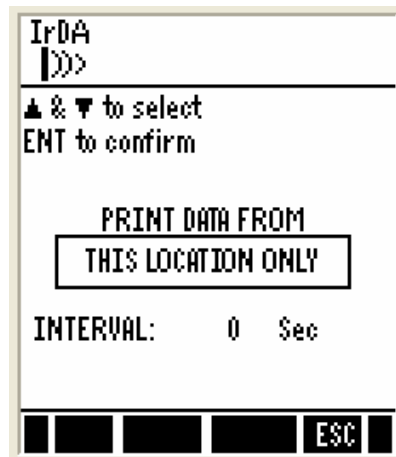 IrDA
▲ & ▼ to select
ENT to confirm
PRINT DATA FROM
THIS LOCATION ONLY
INTERVAL: 0 Sec
ESC